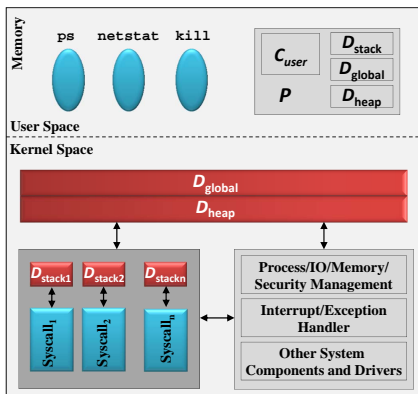 Memory
ps netstat kill
C_user
P
D_stack
D_global
D_heap
User Space
Kernel Space
D_global
D_heap
D_stack1 D_stack2 D_stackn
Syscall_1 Syscall_2 Syscall_n
Process/IO/Memory/
Security Management
Interrupt/Exception
Handler
Other System
Components and Drivers